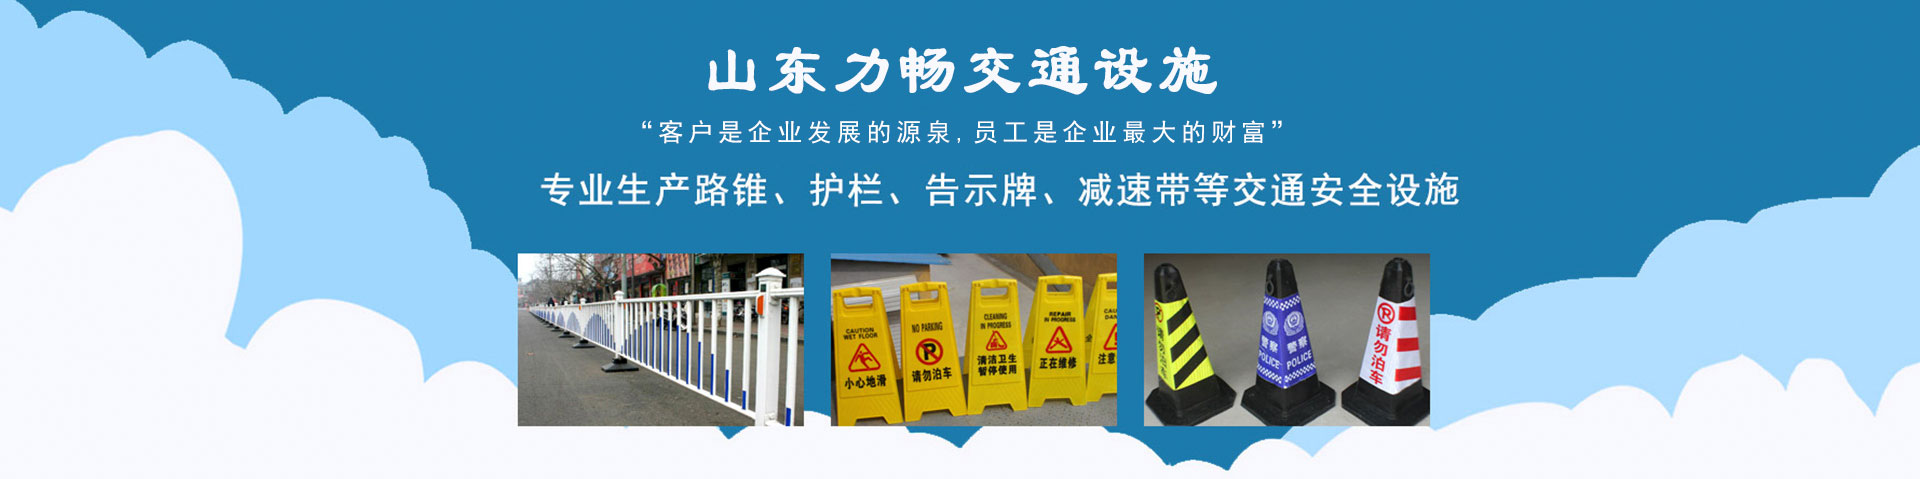 山东力畅交通设施
“客户是企业发展的源泉,员工是企业最大的财富”
专业生产路锥、护栏、告示牌、减速带等交通安全设施
CAUTION
WET FLOOR
小心地滑
NO PARKING
请勿泊车
CLEANING
IN PROGRESS
清洁卫生
暂停使用
REPAIR
IN PROGRESS
正在维修
注意
警察
POLICE
警察
POLICE
请勿泊车